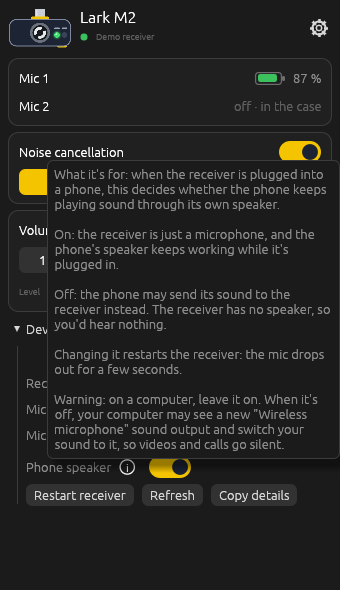 Lark M2
Demo receiver
Mic 1
87 %
Mic 2
off · in the case
Noise cancellation
What it's for: when the receiver is plugged into
a phone, this decides whether the phone keeps
playing sound through its own speaker.
On: the receiver is just a microphone, and the
phone's speaker keeps working while it's
plugged in.
Off: the phone may send its sound to the
receiver instead. The receiver has no speaker, so
you'd hear nothing.
Changing it restarts the receiver: the mic drops
out for a few seconds.
Warning: on a computer, leave it on. When it's
off, your computer may see a new "Wireless
microphone" sound output and switch your
sound to it, so videos and calls go silent.
Volu
1
Level
Dev
Rec
Mic
Mic
Phone speaker
Restart receiver
Refresh
Copy details